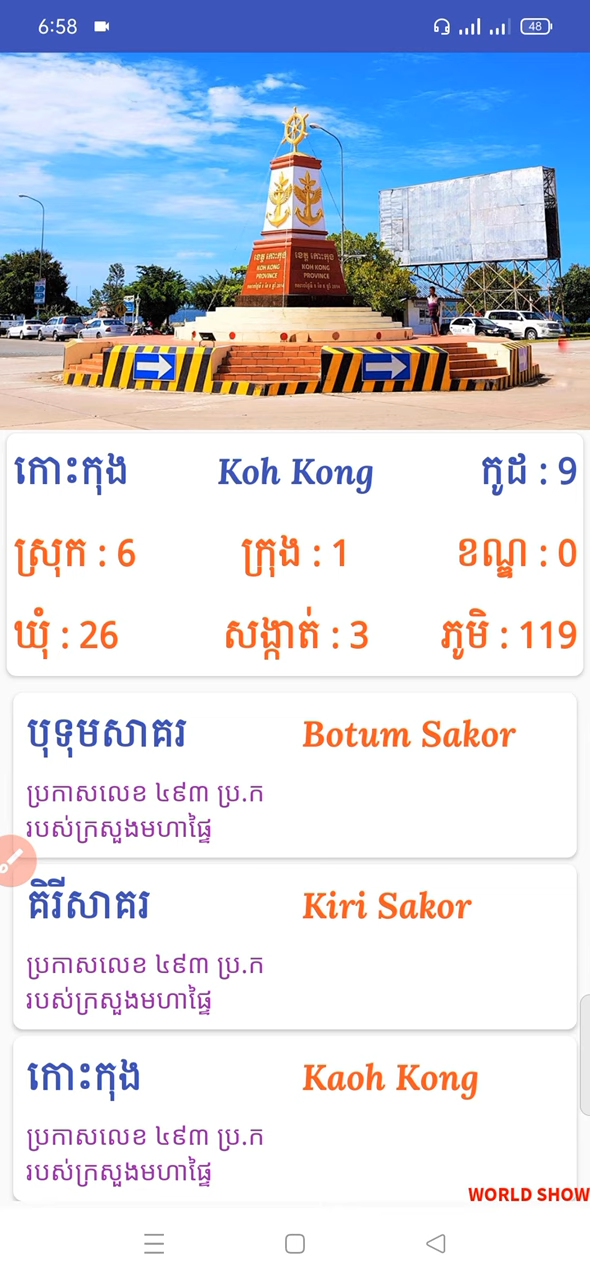 6:58
48
ខេត្ត កោះកុង
KOH KONG
PROVINCE
ខេត្ត កោះកុង
KOH KONG
PROVINCE
កោះកុង Koh Kong កូដ : 9
ស្រុក : 6 ក្រុង : 1 ខណ្ឌ : 0
ឃុំ : 26 សង្កាត់ : 3 ភូមិ : 119
បុទុមសាគរ Botum Sakor
ប្រកាសលេខ ៤៩៣ ប្រ.ក
របស់ក្រសួងមហាផ្ទៃ
គិរីសាគរ Kiri Sakor
ប្រកាសលេខ ៤៩៣ ប្រ.ក
របស់ក្រសួងមហាផ្ទៃ
កោះកុង Kaoh Kong
ប្រកាសលេខ ៤៩៣ ប្រ.ក
របស់ក្រសួងមហាផ្ទៃ
WORLD SHOW